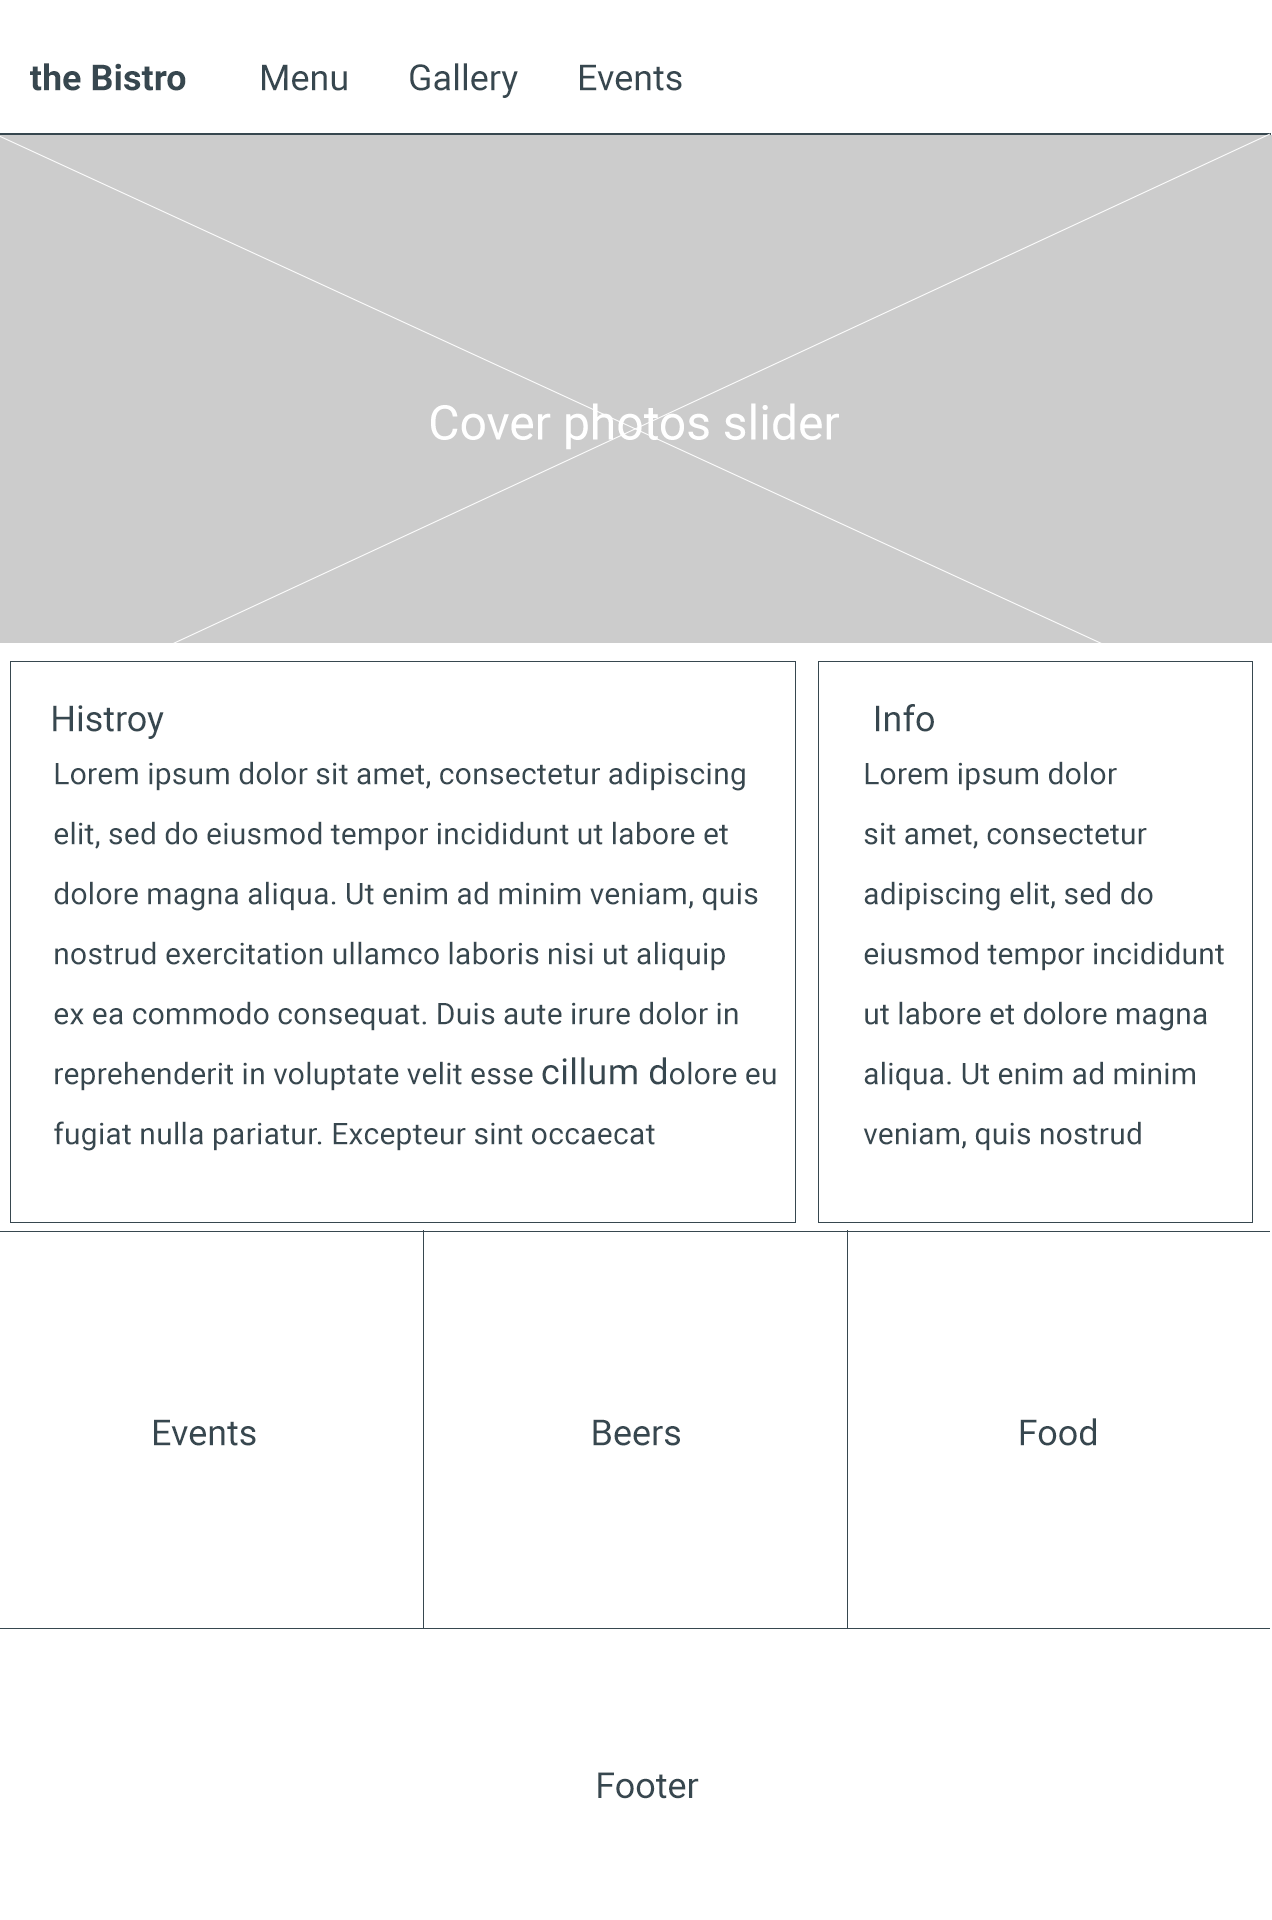 the Bistro Menu Gallery Events
Cover photos slider
Histroy
Lorem ipsum dolor sit amet, consectetur adipiscing
elit, sed do eiusmod tempor incididunt ut labore et
dolore magna aliqua. Ut enim ad minim veniam, quis
nostrud exercitation ullamco laboris nisi ut aliquip
ex ea commodo consequat. Duis aute irure dolor in
reprehenderit in voluptate velit esse cillum dolore eu
fugiat nulla pariatur. Excepteur sint occaecat
Info
Lorem ipsum dolor
sit amet, consectetur
adipiscing elit, sed do
eiusmod tempor incididunt
ut labore et dolore magna
aliqua. Ut enim ad minim
veniam, quis nostrud
Events
Beers
Food
Footer